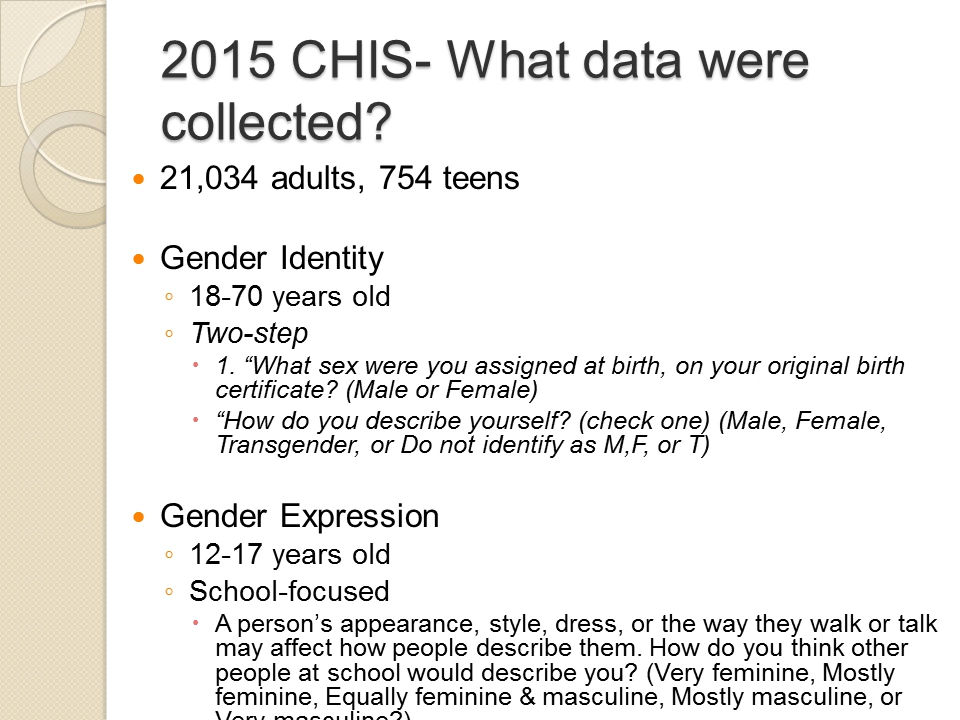 2015 CHIS- What data were
collected?
• 21,034 adults, 754 teens
• Gender Identity
◦ 18-70 years old
◦ Two-step
▪ 1. “What sex were you assigned at birth, on your original birth
certificate? (Male or Female)
▪ “How do you describe yourself? (check one) (Male, Female,
Transgender, or Do not identify as M,F, or T)
• Gender Expression
◦ 12-17 years old
◦ School-focused
▪ A person’s appearance, style, dress, or the way they walk or talk
may affect how people describe them. How do you think other
people at school would describe you? (Very feminine, Mostly
feminine, Equally feminine & masculine, Mostly masculine, or
Very masculine?)